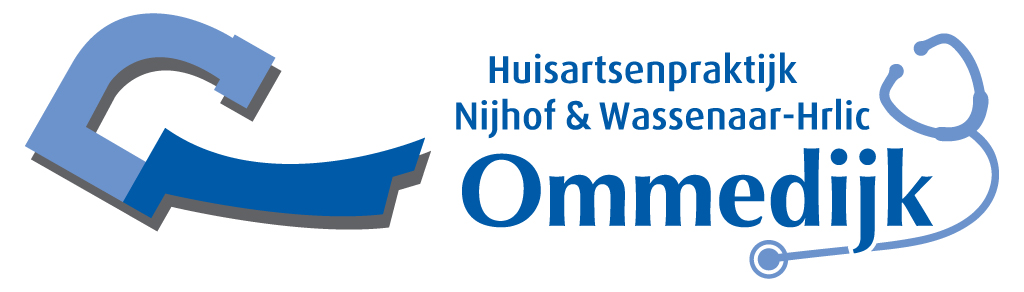 Huisartsenpraktijk
Nijhof & Wassenaar-Hrlic
Ommedijk